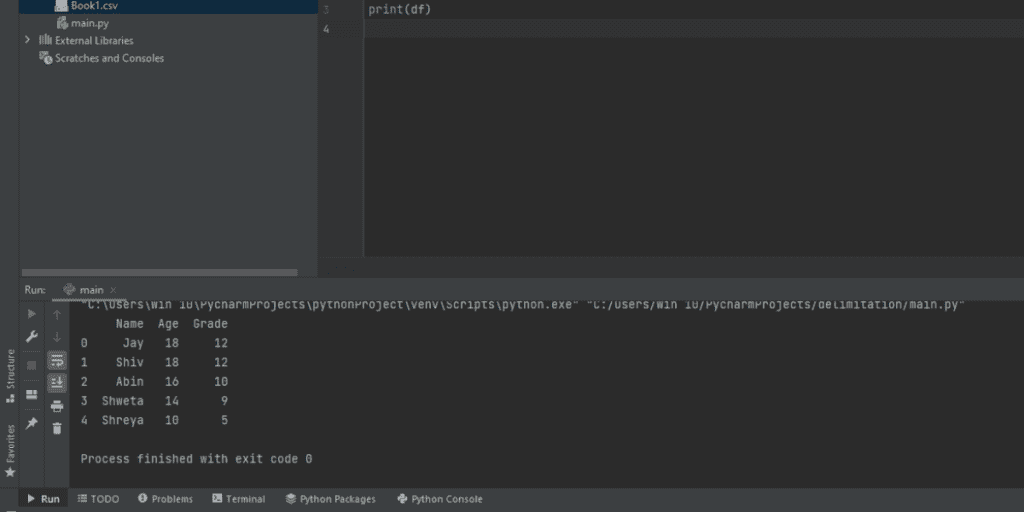 Book1.csv
main.py
External Libraries
Scratches and Consoles
3 print(df)
4
Run: main
"C:\Users\Win 10\PycharmProjects\pythonProject\venv\Scripts\python.exe" "C:/Users/Win 10/PycharmProjects/delimitation/main.py"
Name Age Grade
0 Jay 18 12
1 Shiv 18 12
2 Abin 16 10
3 Shweta 14 9
4 Shreya 10 5
Process finished with exit code 0
Structure
Favorites
Run TODO Problems Terminal Python Packages Python Console